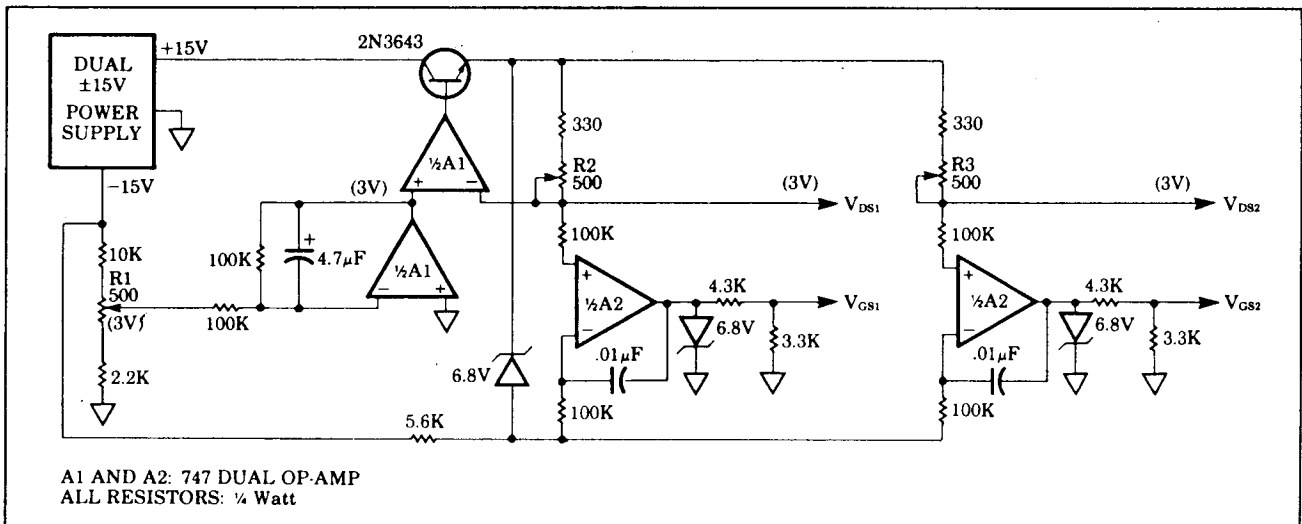 DUAL
±15V
POWER
SUPPLY
+15V
−15V
2N3643
½A1
+
−
(3V)
½A1
−
+
100K
+
4.7µF
10K
R1
500
(3V)
100K
2.2K
5.6K
6.8V
330
R2
500
(3V)
V_DS1
100K
+
½A2
−
4.3K
V_GS1
6.8V
3.3K
.01µF
100K
330
R3
500
(3V)
V_DS2
100K
+
½A2
−
4.3K
V_GS2
6.8V
3.3K
.01µF
100K
A1 AND A2: 747 DUAL OP-AMP
ALL RESISTORS: ¼ Watt